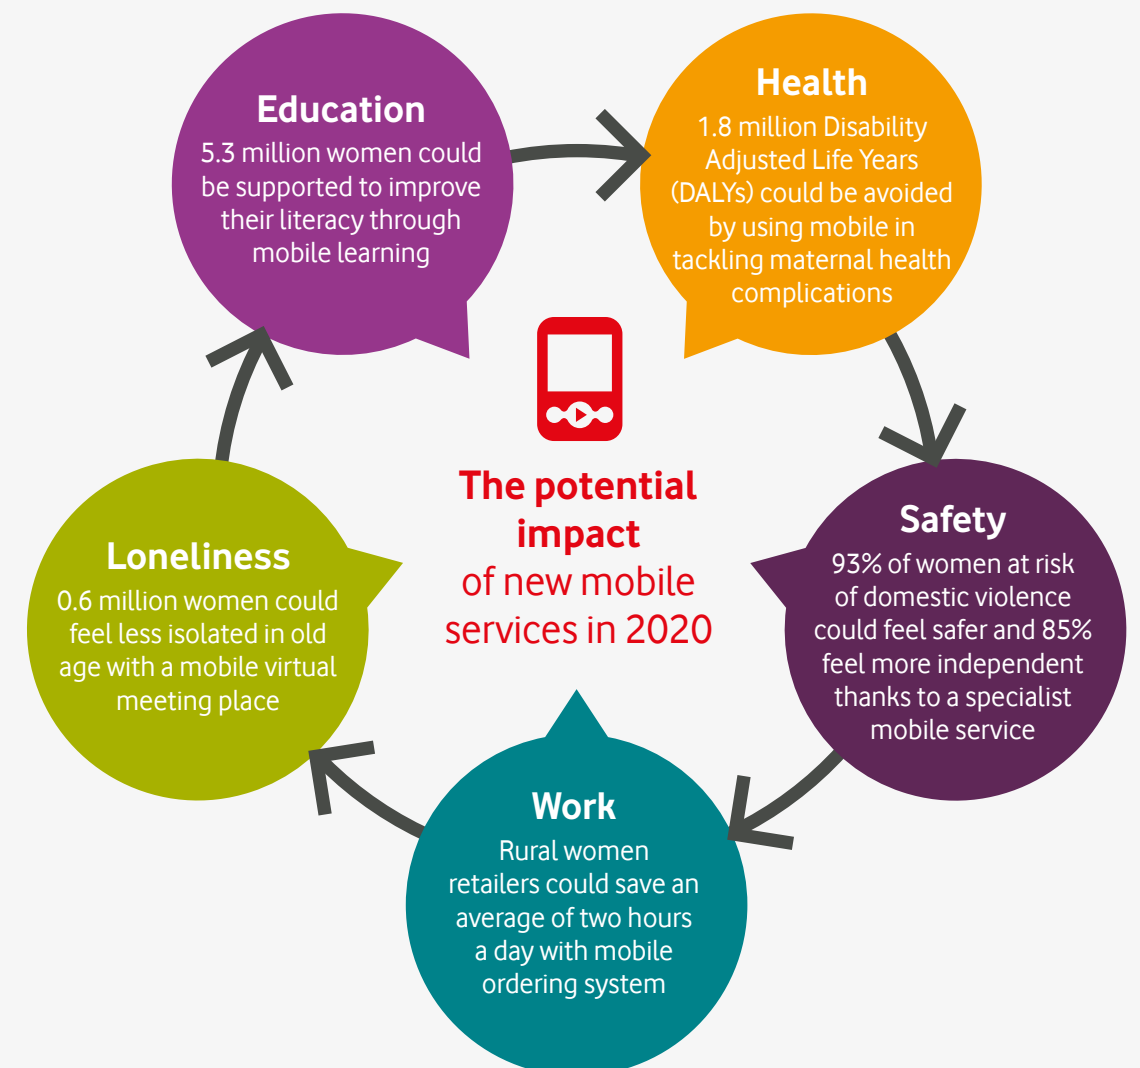 Education
5.3 million women could
be supported to improve
their literacy through
mobile learning
Health
1.8 million Disability
Adjusted Life Years
(DALYs) could be avoided
by using mobile in
tackling maternal health
complications
Safety
93% of women at risk
of domestic violence
could feel safer and 85%
feel more independent
thanks to a specialist
mobile service
Work
Rural women
retailers could save an
average of two hours
a day with mobile
ordering system
Loneliness
0.6 million women could
feel less isolated in old
age with a mobile virtual
meeting place
The potential
impact
of new mobile
services in 2020